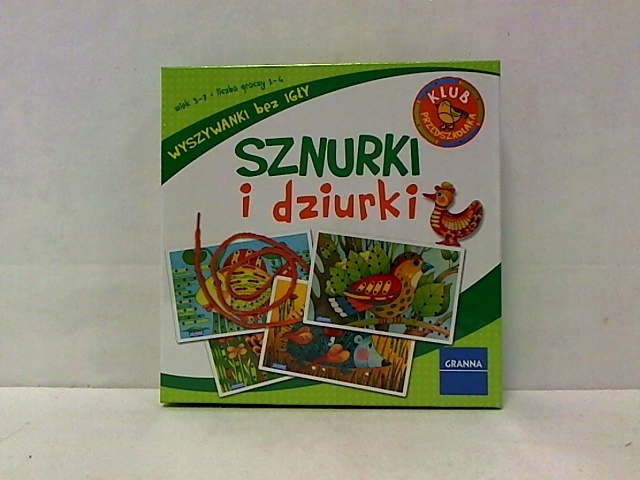 wiek 3-7 • liczba graczy 1-4
WYSZYWANKI bez IGŁY
KLUB
PRZEDSZKOLAKA
SZNURKI
i dziurki
GRANNA